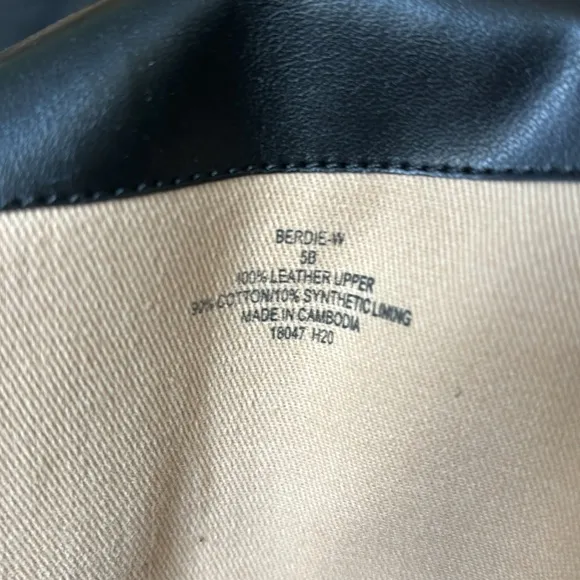 BERDIE-W
5B
100% LEATHER UPPER
90% COTTON/10% SYNTHETIC LINING
MADE IN CAMBODIA
18047 H20